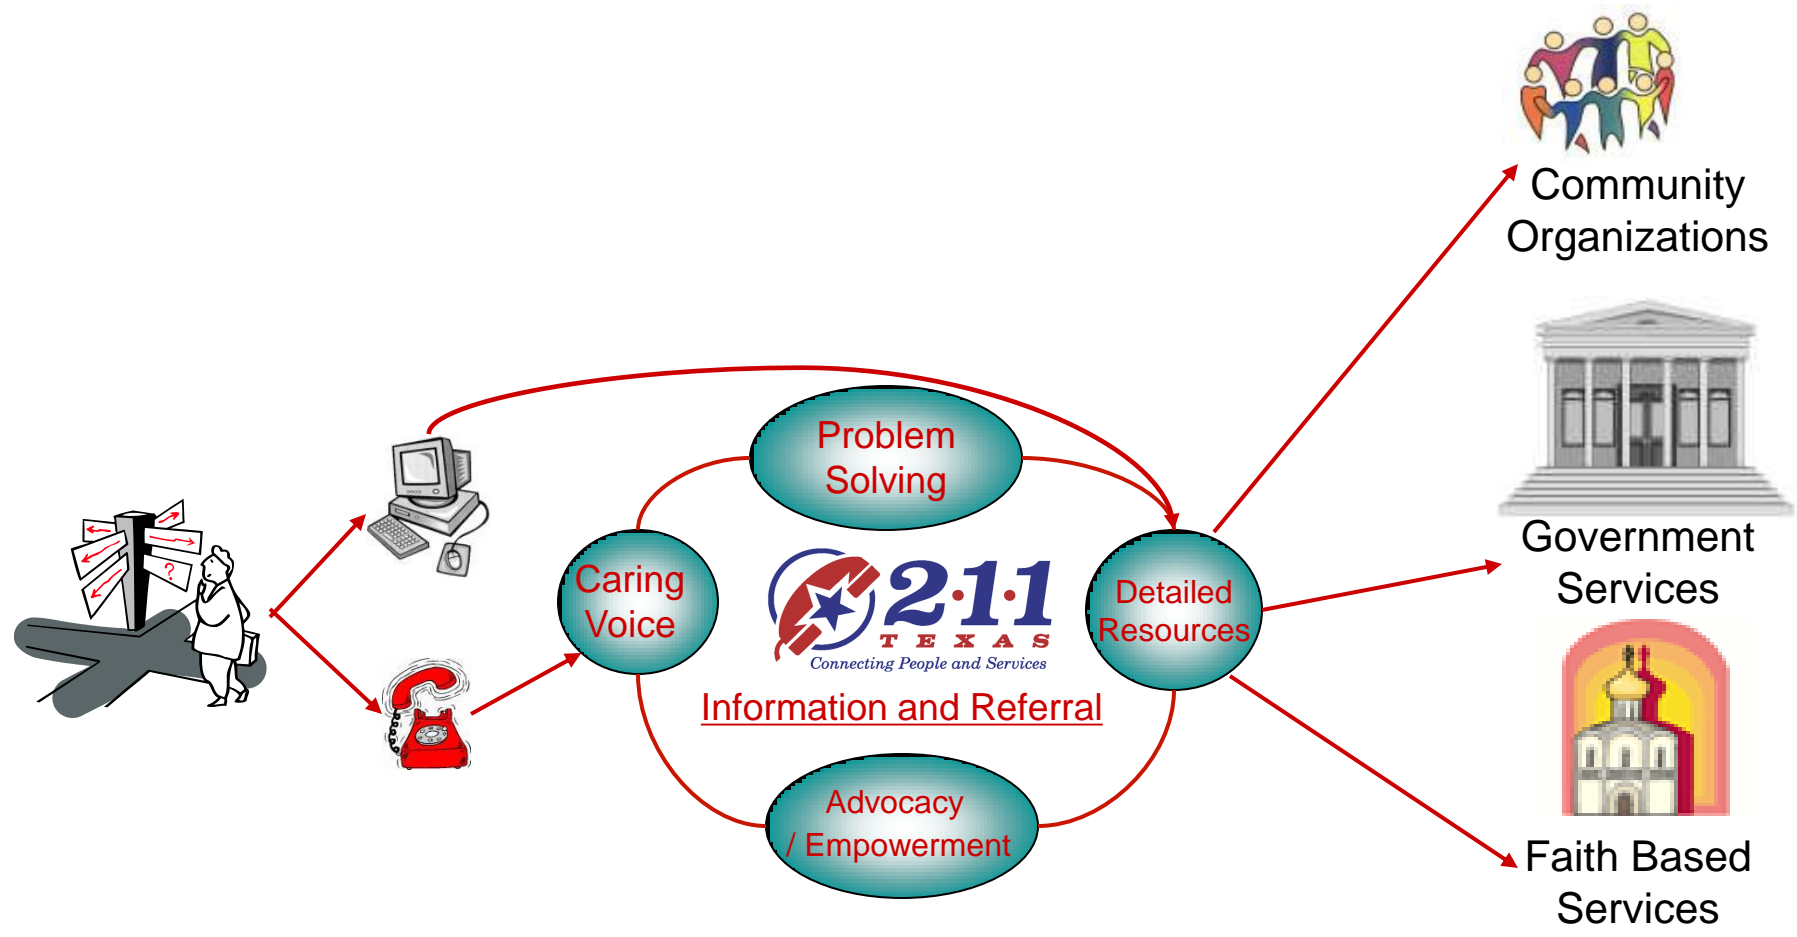 Community
Organizations
Problem
Solving
Government
Services
?
Caring
Voice
2·1·1
TEXAS
Connecting People and Services
Detailed
Resources
Information and Referral
Advocacy
/ Empowerment
Faith Based
Services